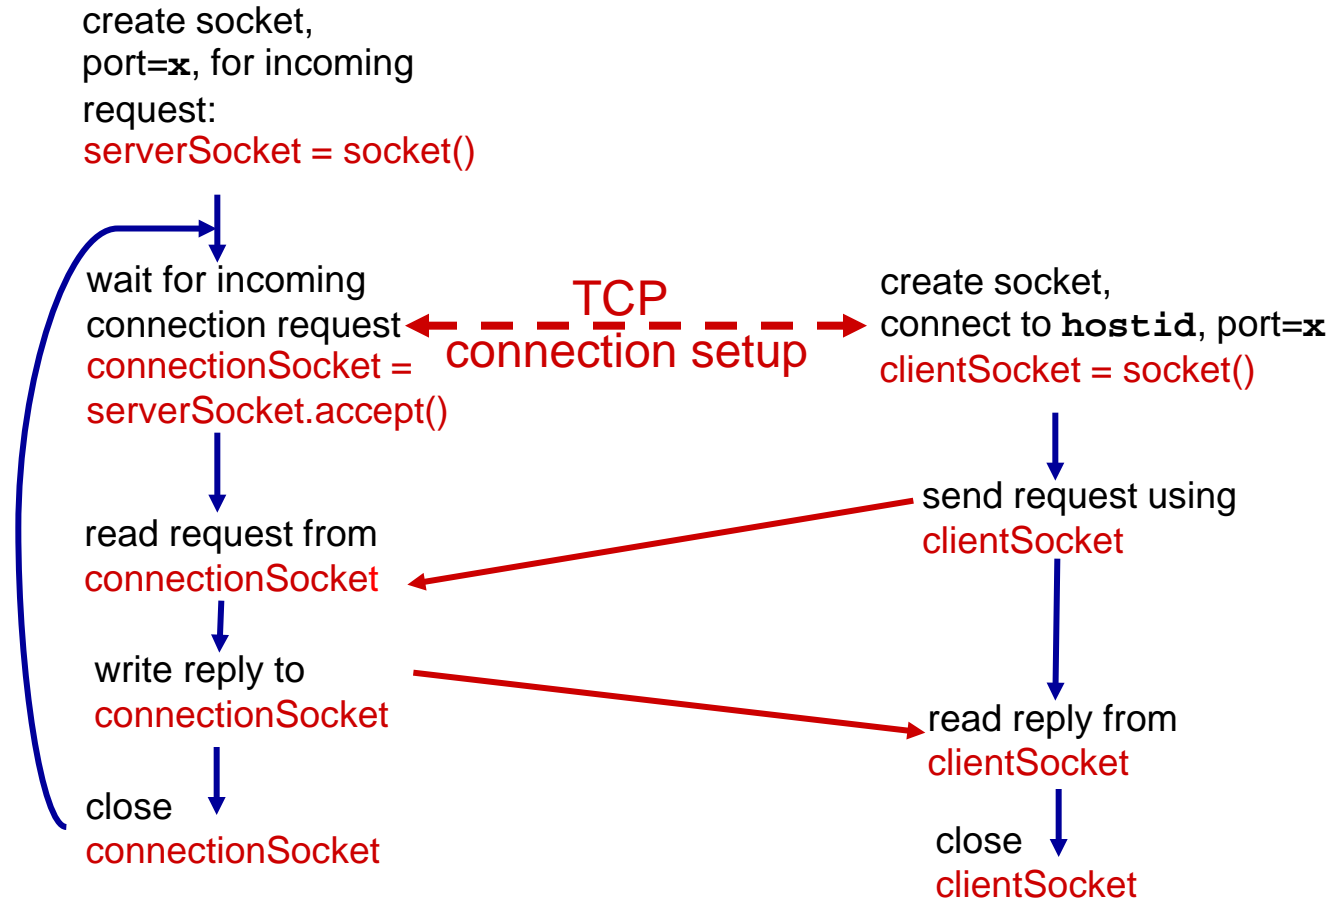 create socket,
port=x, for incoming
request:
serverSocket = socket()
wait for incoming
connection request
connectionSocket =
serverSocket.accept()
TCP
connection setup
create socket,
connect to hostid, port=x
clientSocket = socket()
send request using
clientSocket
read request from
connectionSocket
write reply to
connectionSocket
read reply from
clientSocket
close
connectionSocket
close
clientSocket